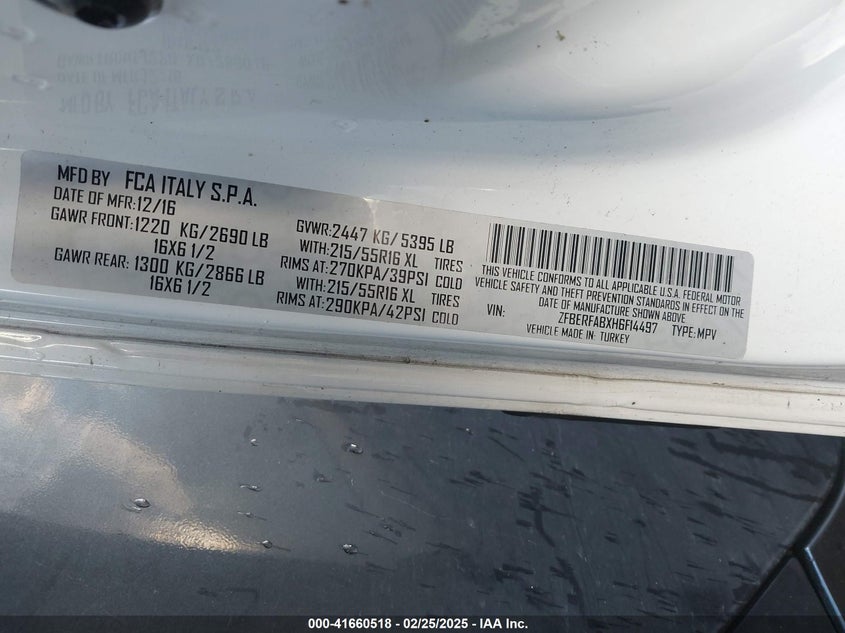 MFD BY FCA ITALY S.P.A.
DATE OF MFR:12/16
GAWR FRONT:1220 KG/2690 LB
16X6 1/2
GAWR REAR: 1300 KG/2866 LB
16X6 1/2
GVWR:2447 KG/5395 LB
WITH:215/55R16 XL TIRES
RIMS AT:270KPA/39PSI COLD
WITH:215/55R16 XL TIRES
RIMS AT:290KPA/42PSI COLD
THIS VEHICLE CONFORMS TO ALL APPLICABLE U.S.A. FEDERAL MOTOR
VEHICLE SAFETY AND THEFT PREVENTION STANDARDS IN EFFECT ON THE
DATE OF MANUFACTURE SHOWN ABOVE
VIN: ZFBERFABXH6F14497 TYPE: MPV
VEHICLE MADE IN: TURKEY
000-41660518 - 02/25/2025 - IAA Inc.